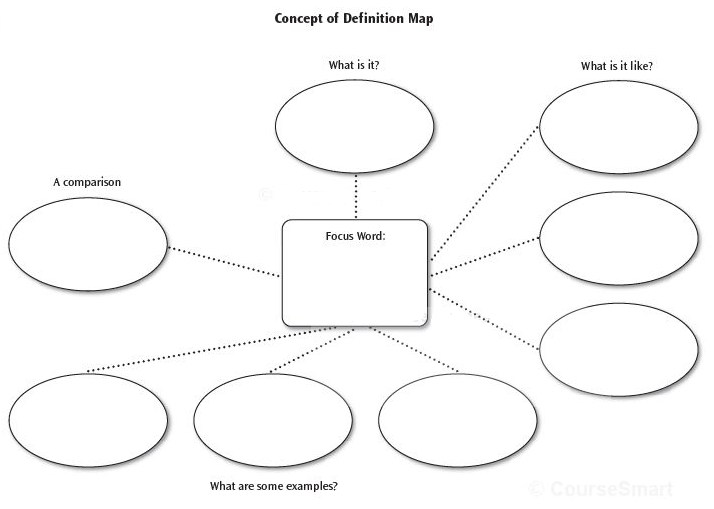 Concept of Definition Map
What is it?
What is it like?
A comparison
Focus Word:
What are some examples?
© CourseSmart